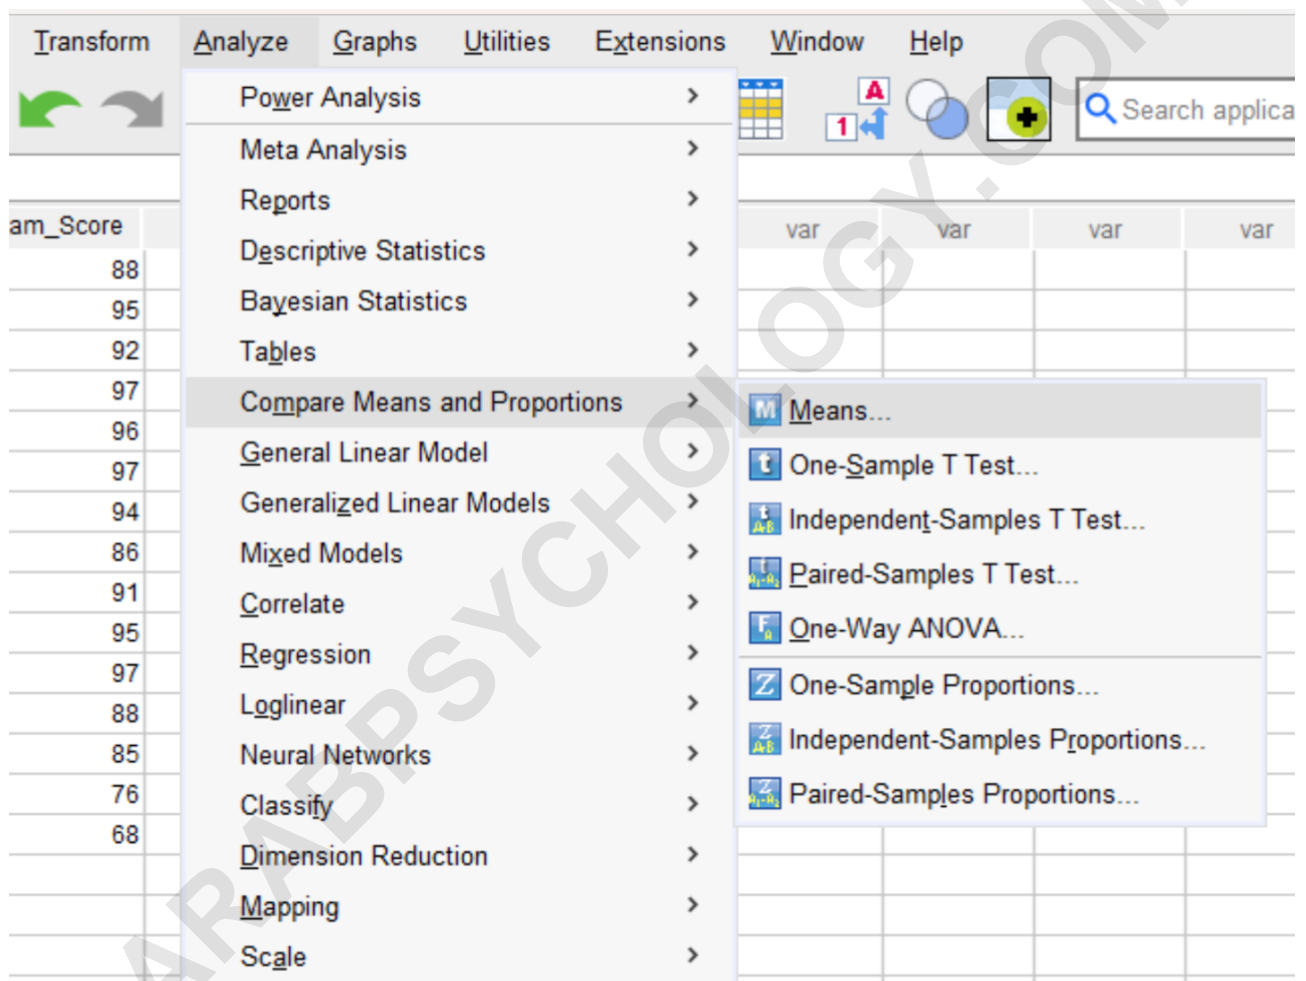 Transform Analyze Graphs Utilities Extensions Window Help
Power Analysis
A
1
Search applica
Meta Analysis
Reports
am_Score
var var var var
Descriptive Statistics
Bayesian Statistics
Tables
Compare Means and Proportions
General Linear Model
Generalized Linear Models
Mixed Models
Correlate
Regression
Loglinear
Neural Networks
Classify
Dimension Reduction
Mapping
Scale
M Means...
t One-Sample T Test...
Independent-Samples T Test...
Paired-Samples T Test...
One-Way ANOVA...
Z One-Sample Proportions...
Independent-Samples Proportions...
Paired-Samples Proportions...
88
95
92
97
96
97
94
86
91
95
97
88
85
76
68
ARABPSYCHOLOGY.COM